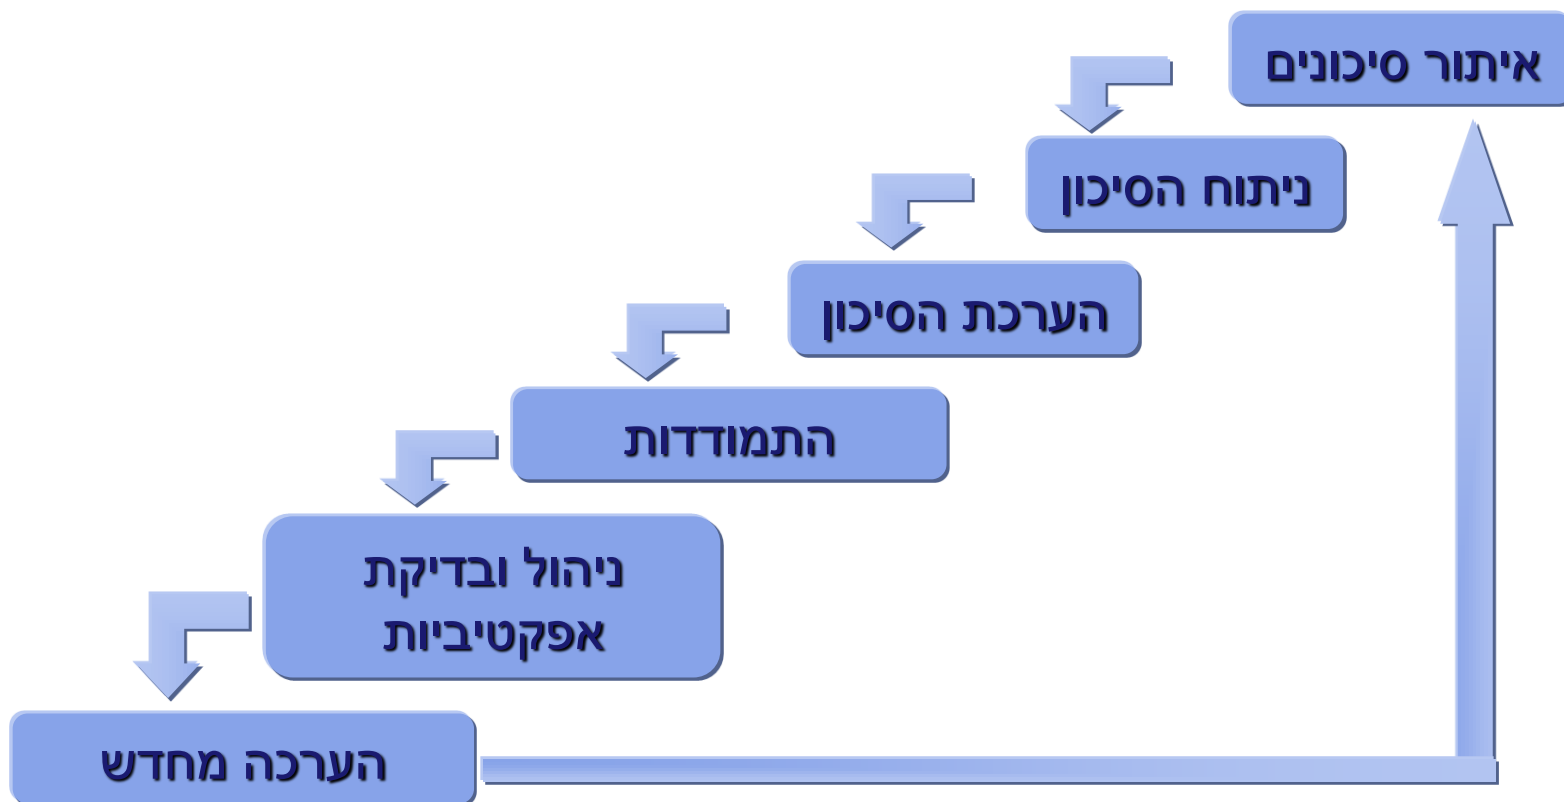 איתור סיכונים
ניתוח הסיכון
הערכת הסיכון
התמודדות
ניהול ובדיקת
אפקטיביות
הערכה מחדש